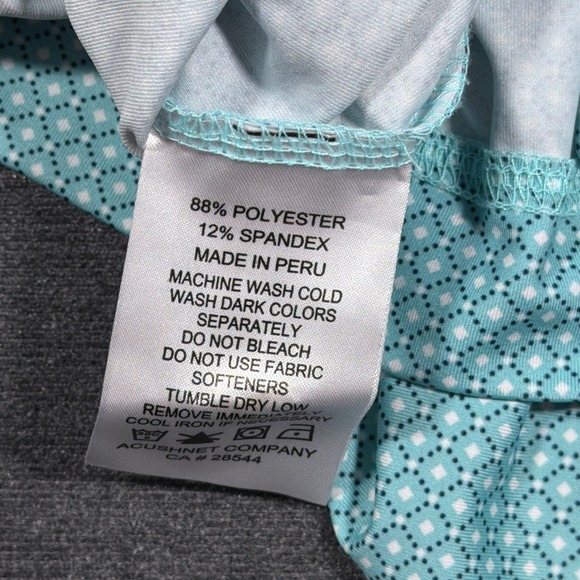 88% POLYESTER
12% SPANDEX
MADE IN PERU
MACHINE WASH COLD
WASH DARK COLORS
SEPARATELY
DO NOT BLEACH
DO NOT USE FABRIC
SOFTENERS
TUMBLE DRY LOW
REMOVE IMMEDIATELY
COOL IRON IF NECESSARY
ACUSHNET COMPANY
CA # 28544